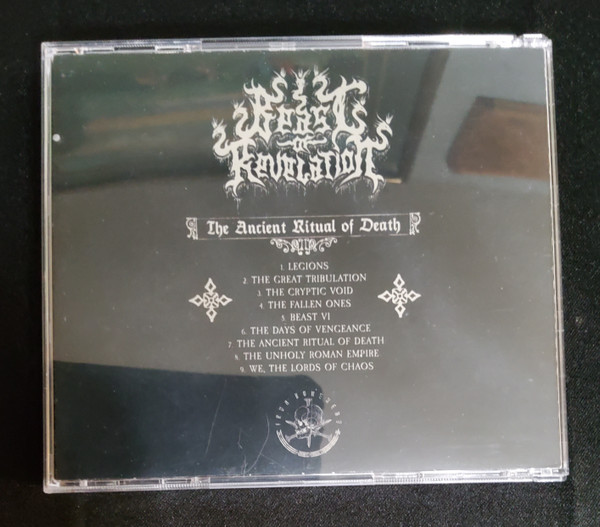 Beast
of
Revelation
The Ancient Ritual of Death
1. LEGIONS
2. THE GREAT TRIBULATION
3. THE CRYPTIC VOID
4. THE FALLEN ONES
5. BEAST VI
6. THE DAYS OF VENGEANCE
7. THE ANCIENT RITUAL OF DEATH
8. THE UNHOLY ROMAN EMPIRE
9. WE, THE LORDS OF CHAOS
IRON BONEHEAD